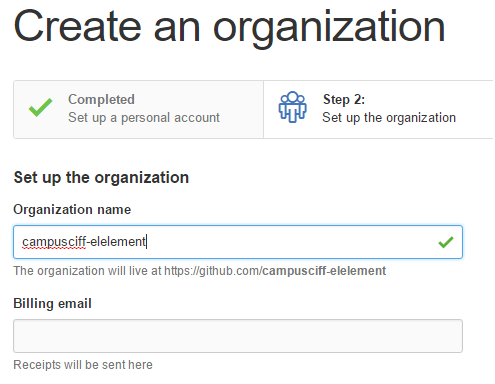 Create an organization
Completed
Set up a personal account
Step 2:
Set up the organization
Set up the organization
Organization name
campusciff-elelement
The organization will live at https://github.com/campusciff-elelement
Billing email
Receipts will be sent here